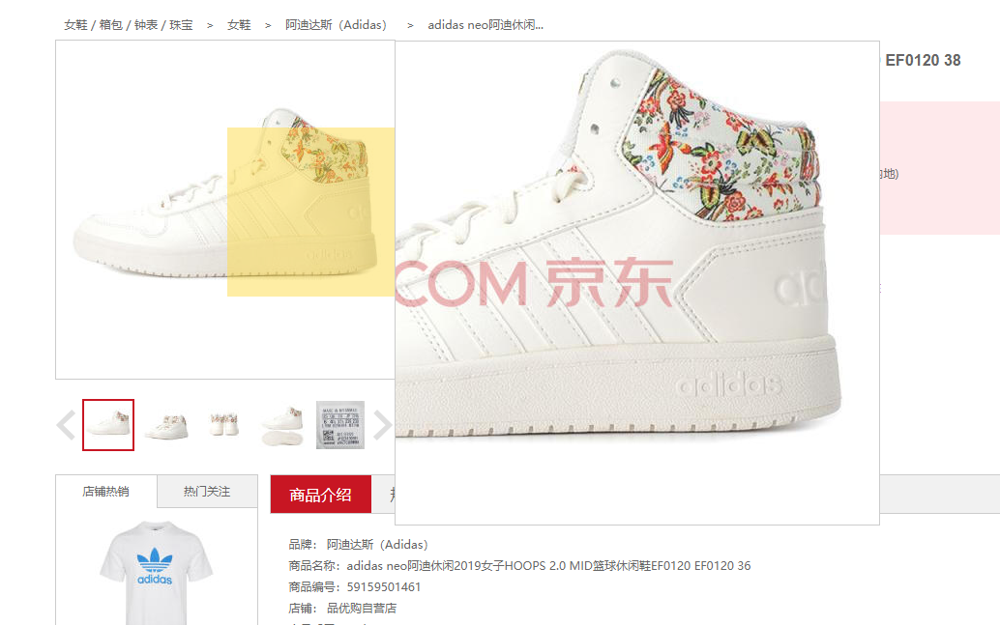 女鞋 / 箱包 / 钟表 / 珠宝 > 女鞋 > 阿迪达斯（Adidas） > adidas neo阿迪休闲...
EF0120 38
地)
COM 京东
adidas
adidas
店铺热销
热门关注
商品介绍
adidas
品牌： 阿迪达斯（Adidas）
商品名称：adidas neo阿迪休闲2019女子HOOPS 2.0 MID篮球休闲鞋EF0120 EF0120 36
商品编号：59159501461
店铺： 品优购自营店